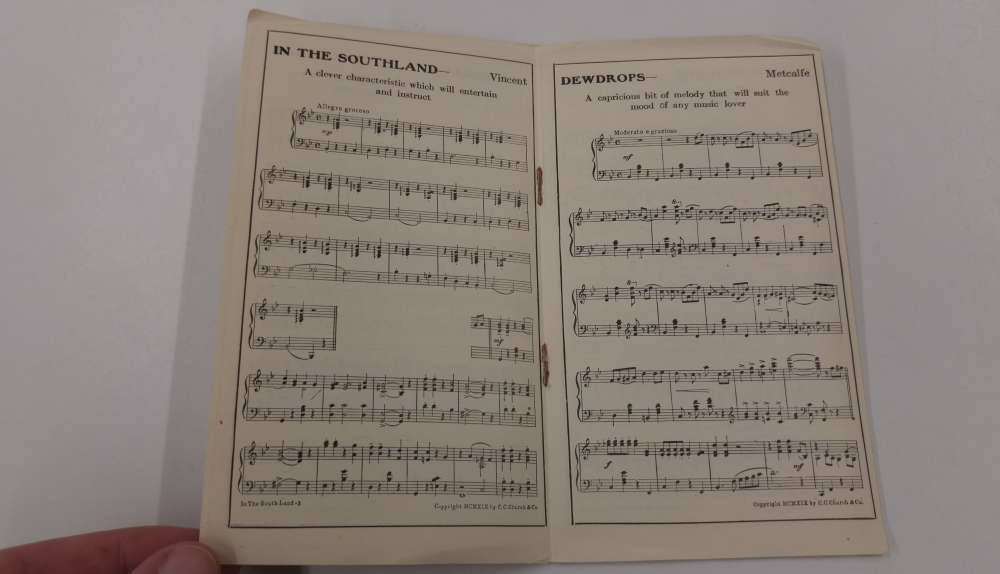 IN THE SOUTHLAND—
Vincent
A clever characteristic which will entertain
and instruct
Allegro grazioso
mp
mf
In The South Land-2
Copyright MCMXIX by C.C.Church & Co.
DEWDROPS—
Metcalfe
A capricious bit of melody that will suit the
mood of any music lover
Moderato e grazioso
mf
f
mf
Copyright MCMXIX by C.C.Church & Co.